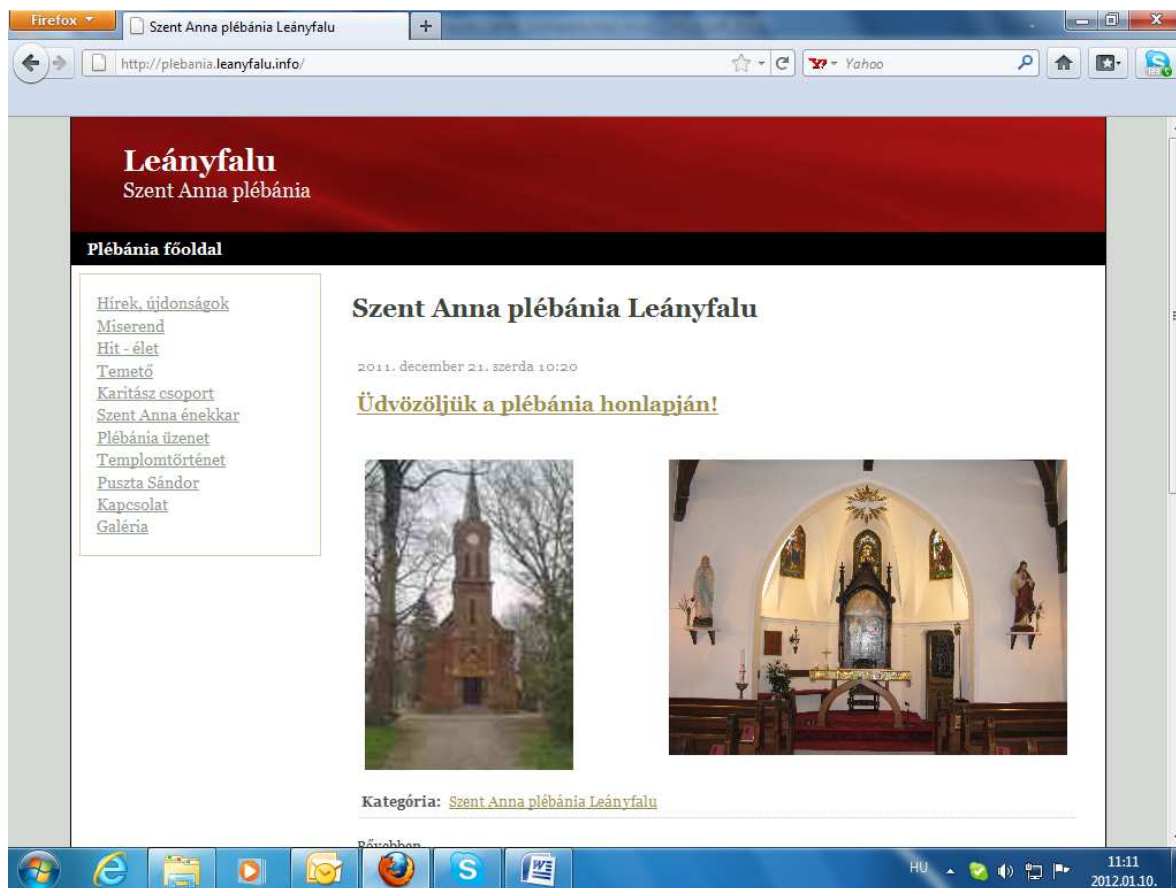 Firefox
Szent Anna plébánia Leányfalu
http://plebania.leanyfalu.info/
Yahoo
Leányfalu
Szent Anna plébánia
Plébánia főoldal
Hírek, újdonságok
Miserend
Hit - élet
Temető
Karitász csoport
Szent Anna énekkar
Plébánia üzenet
Templomtörténet
Puszta Sándor
Kapcsolat
Galéria
Szent Anna plébánia Leányfalu
2011. december 21. szerda 10:20
Üdvözöljük a plébánia honlapján!
Kategória: Szent Anna plébánia Leányfalu
Bővebben
HU
11:11
2012.01.10.